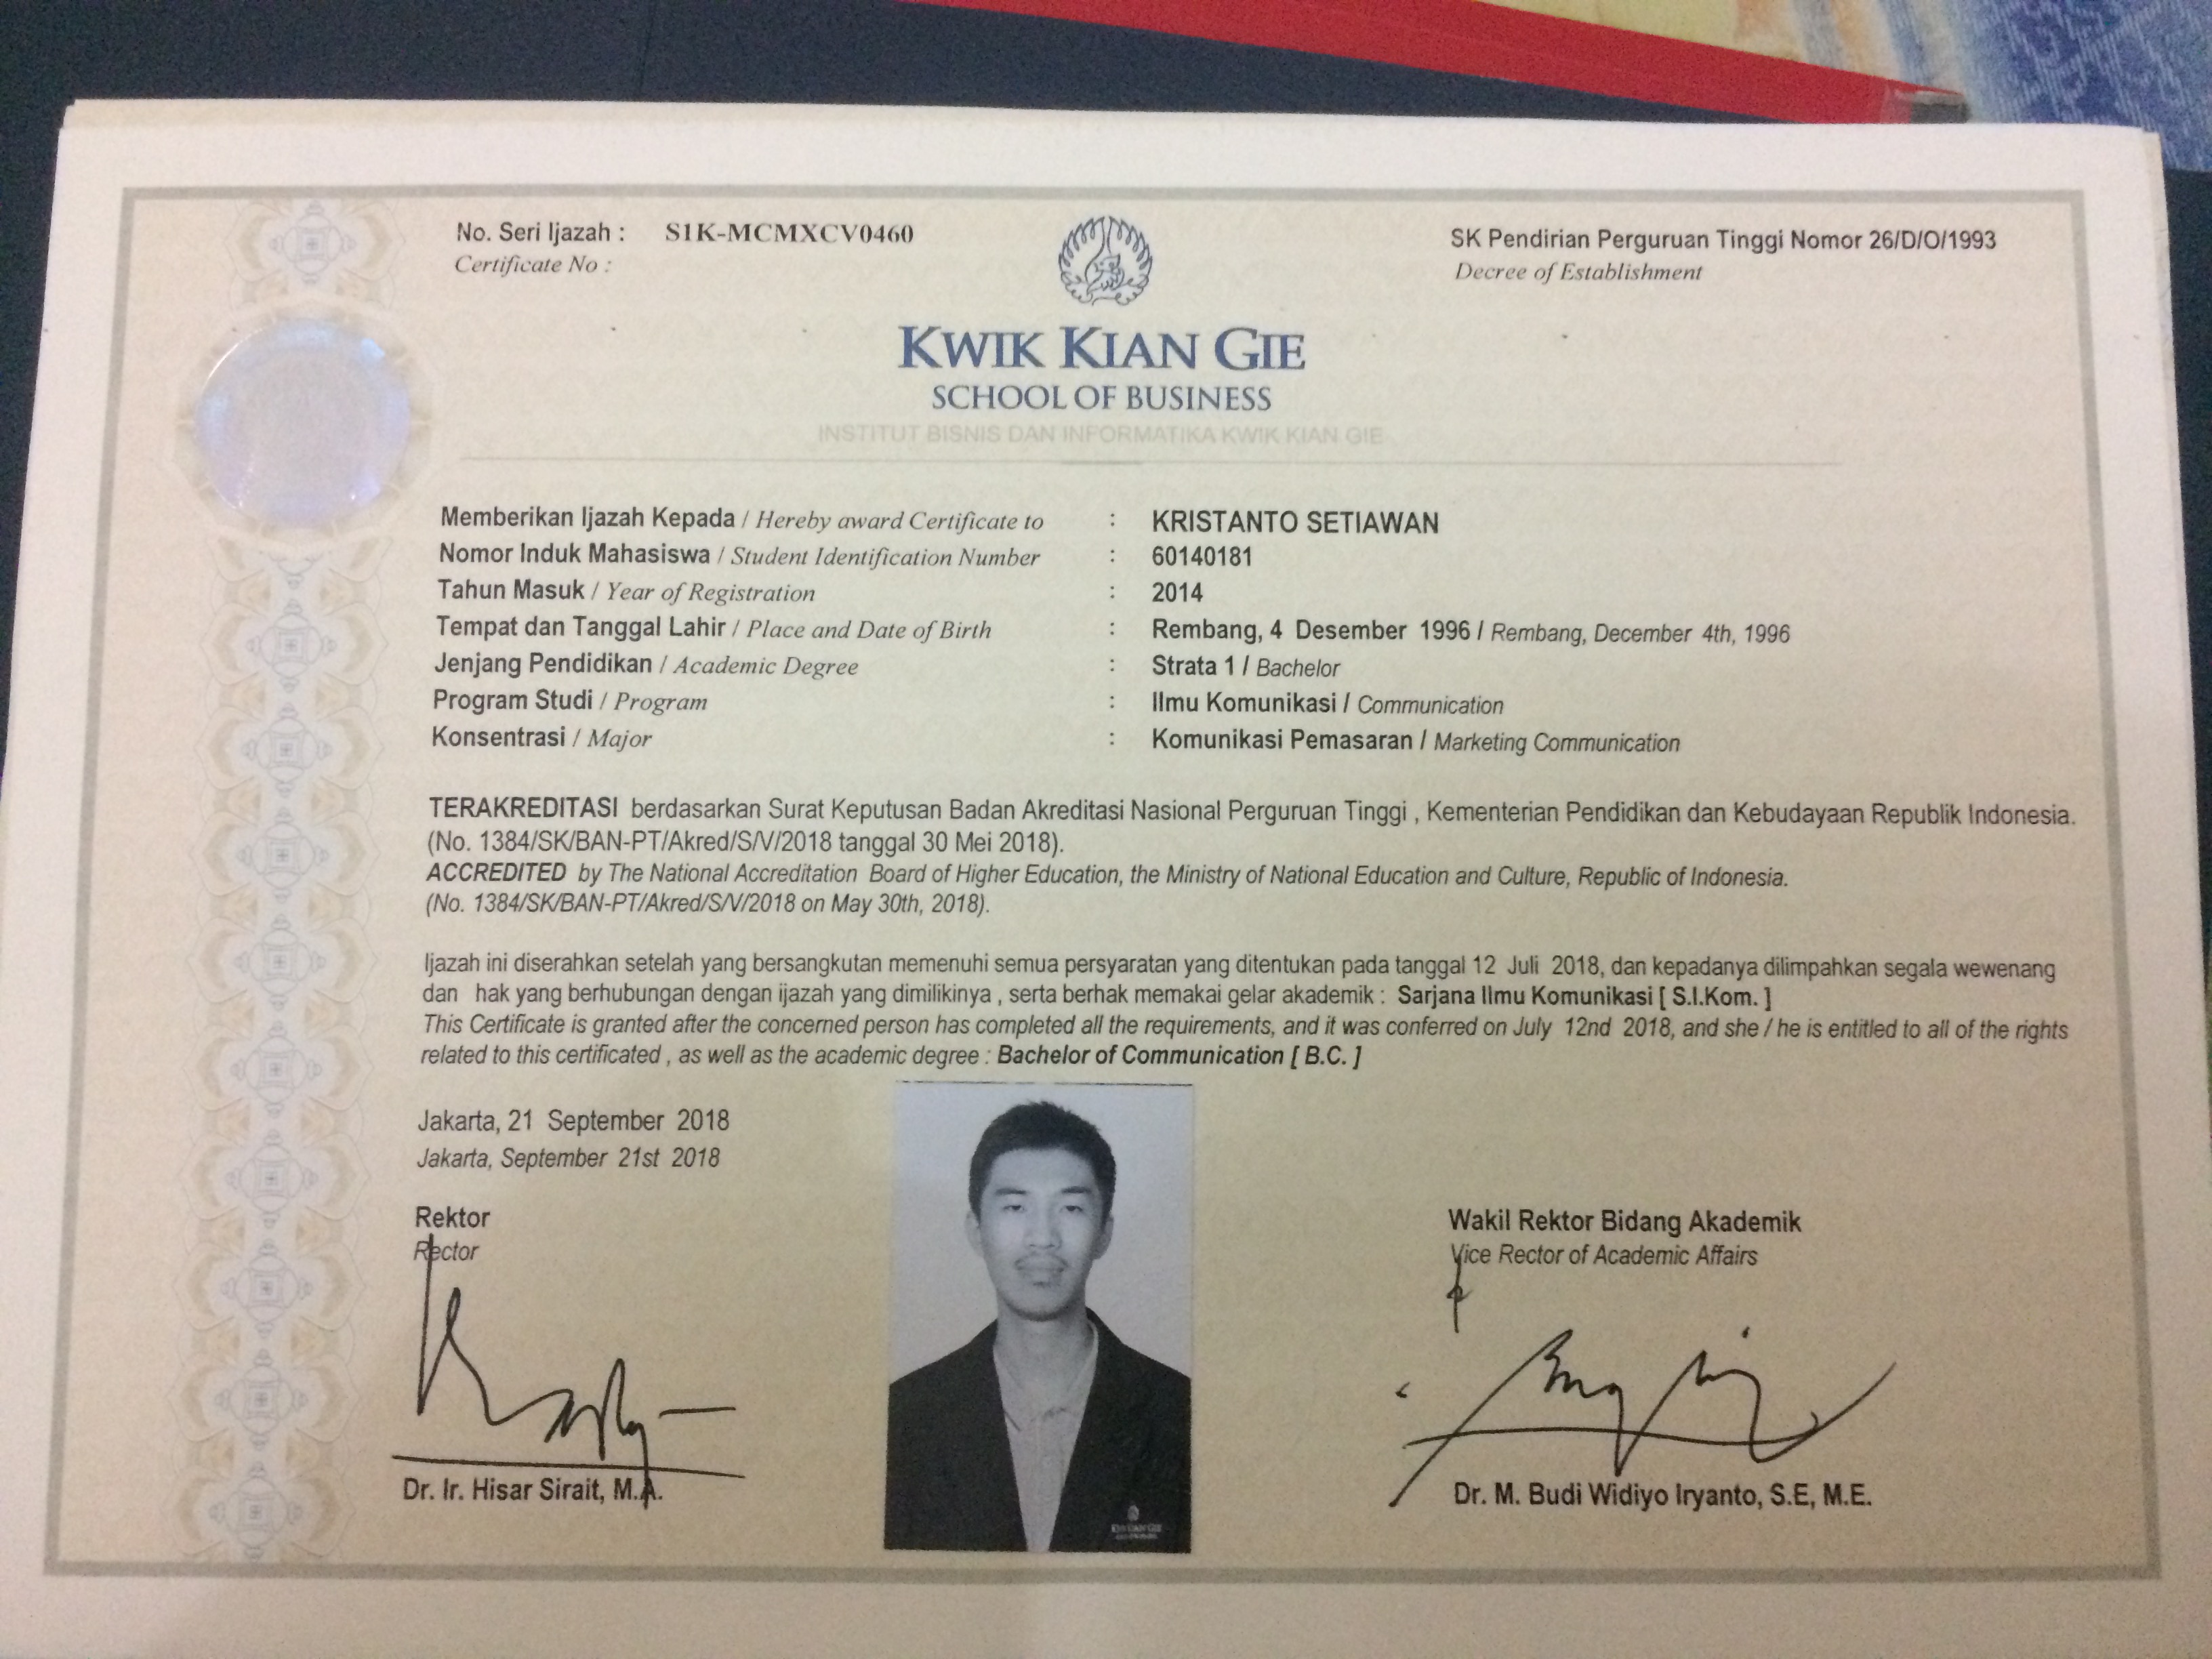 No. Seri Ijazah : S1K-MCMXCV0460
Certificate No :
SK Pendirian Perguruan Tinggi Nomor 26/D/O/1993
Decree of Establishment
KWIK KIAN GIE
SCHOOL OF BUSINESS
INSTITUT BISNIS DAN INFORMATIKA KWIK KIAN GIE
Memberikan Ijazah Kepada / Hereby award Certificate to : KRISTANTO SETIAWAN
Nomor Induk Mahasiswa / Student Identification Number : 60140181
Tahun Masuk / Year of Registration : 2014
Tempat dan Tanggal Lahir / Place and Date of Birth : Rembang, 4 Desember 1996 / Rembang, December 4th, 1996
Jenjang Pendidikan / Academic Degree : Strata 1 / Bachelor
Program Studi / Program : Ilmu Komunikasi / Communication
Konsentrasi / Major : Komunikasi Pemasaran / Marketing Communication
TERAKREDITASI berdasarkan Surat Keputusan Badan Akreditasi Nasional Perguruan Tinggi , Kementerian Pendidikan dan Kebudayaan Republik Indonesia.
(No. 1384/SK/BAN-PT/Akred/S/V/2018 tanggal 30 Mei 2018).
ACCREDITED by The National Accreditation Board of Higher Education, the Ministry of National Education and Culture, Republic of Indonesia.
(No. 1384/SK/BAN-PT/Akred/S/V/2018 on May 30th, 2018).
Ijazah ini diserahkan setelah yang bersangkutan memenuhi semua persyaratan yang ditentukan pada tanggal 12 Juli 2018, dan kepadanya dilimpahkan segala wewenang
dan hak yang berhubungan dengan ijazah yang dimilikinya , serta berhak memakai gelar akademik : Sarjana Ilmu Komunikasi [ S.I.Kom. ]
This Certificate is granted after the concerned person has completed all the requirements, and it was conferred on July 12nd 2018, and she / he is entitled to all of the rights
related to this certificated , as well as the academic degree : Bachelor of Communication [ B.C. ]
Jakarta, 21 September 2018
Jakarta, September 21st 2018
Rektor
Rector
Dr. Ir. Hisar Sirait, M.A.
Wakil Rektor Bidang Akademik
Vice Rector of Academic Affairs
Dr. M. Budi Widiyo Iryanto, S.E, M.E.